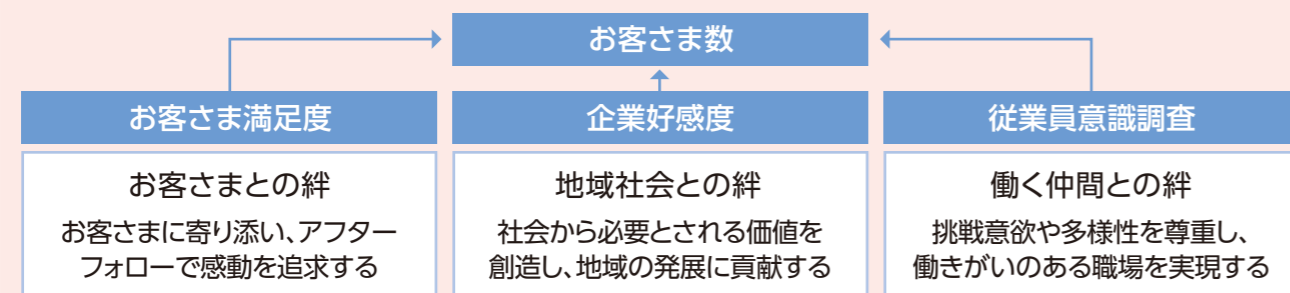 お客さま数
お客さま満足度
お客さまとの絆
お客さまに寄り添い、アフター
フォローで感動を追求する
企業好感度
地域社会との絆
社会から必要とされる価値を
創造し、地域の発展に貢献する
従業員意識調査
働く仲間との絆
挑戦意欲や多様性を尊重し、
働きがいのある職場を実現する